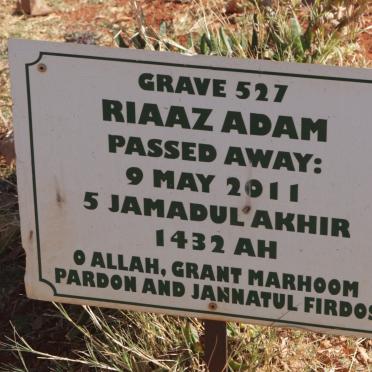 GRAVE 527
RIAAZ ADAM
PASSED AWAY:
9 MAY 2011
5 JAMADUL AKHIR
1432 AH
O ALLAH, GRANT MARHOOM
PARDON AND JANNATUL FIRDOS